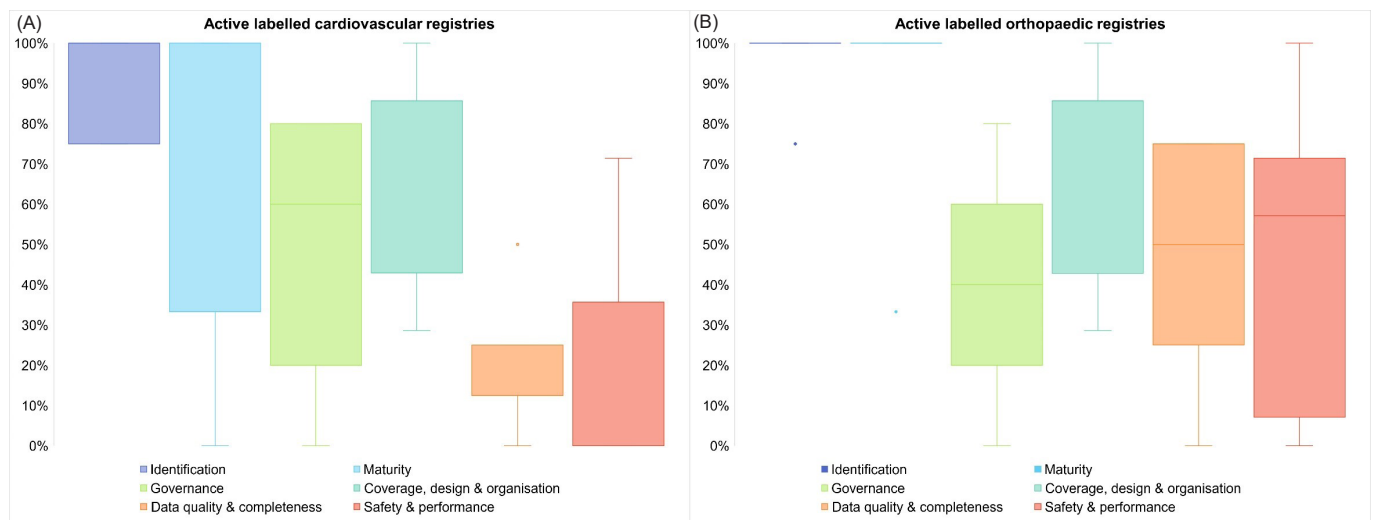 (A) Active labelled cardiovascular registries
100%
90%
80%
70%
60%
50%
40%
30%
20%
10%
0%
Identification Maturity
Governance Coverage, design & organisation
Data quality & completeness Safety & performance
(B) Active labelled orthopaedic registries
100%
90%
80%
70%
60%
50%
40%
30%
20%
10%
0%
Identification Maturity
Governance Coverage, design & organisation
Data quality & completeness Safety & performance